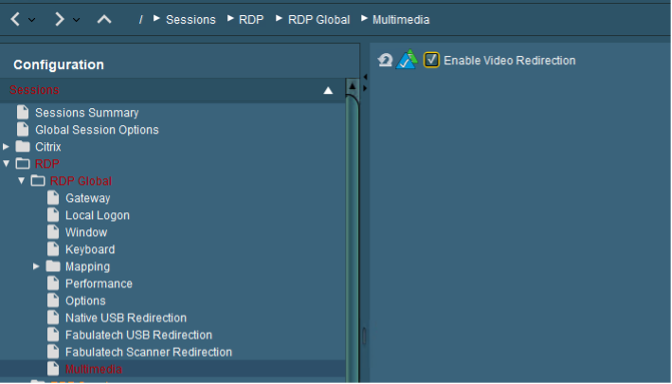 / Sessions RDP RDP Global Multimedia
Configuration
Enable Video Redirection
Sessions
Sessions Summary
Global Session Options
Citrix
RDP
RDP Global
Gateway
Local Logon
Window
Keyboard
Mapping
Performance
Options
Native USB Redirection
Fabulatech USB Redirection
Fabulatech Scanner Redirection
Multimedia